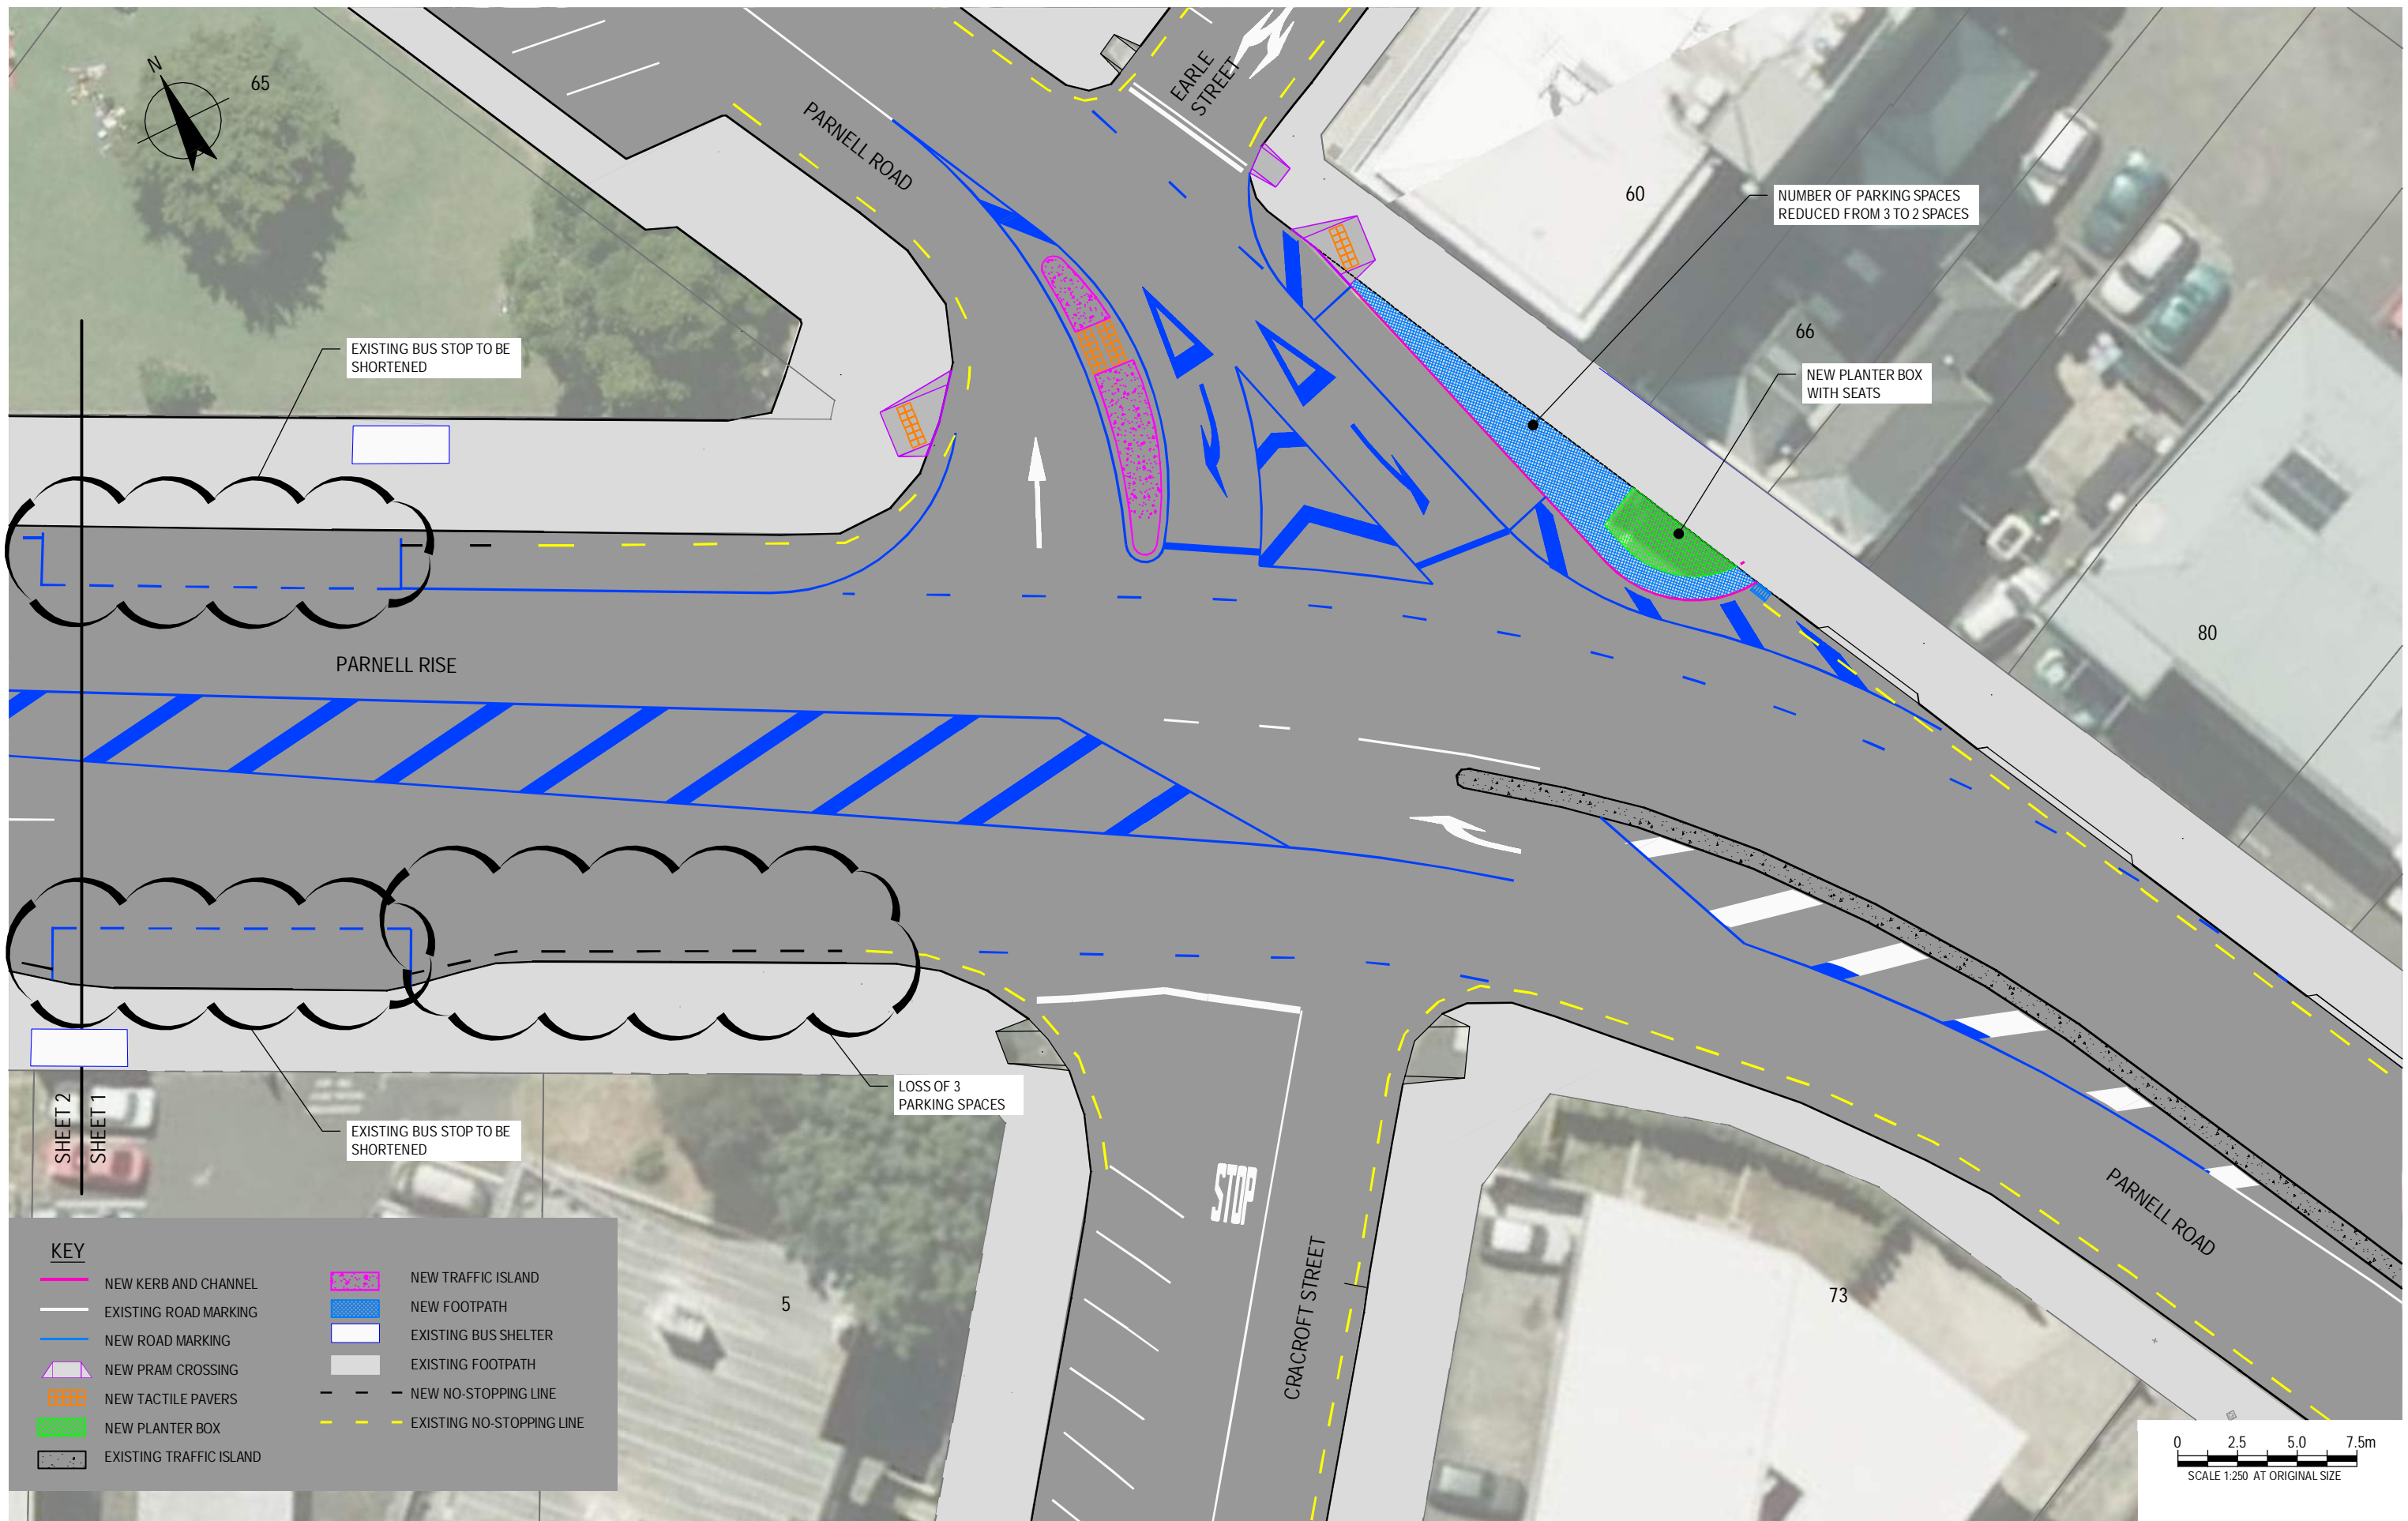 N
65
PARNELL ROAD
EARLE
STREET
60
NUMBER OF PARKING SPACES
REDUCED FROM 3 TO 2 SPACES
66
EXISTING BUS STOP TO BE
SHORTENED
NEW PLANTER BOX
WITH SEATS
80
PARNELL RISE
LOSS OF 3
PARKING SPACES
SHEET 2
SHEET 1
EXISTING BUS STOP TO BE
SHORTENED
STOP
CRACROFT STREET
PARNELL ROAD
73
5
KEY
NEW KERB AND CHANNEL
EXISTING ROAD MARKING
NEW ROAD MARKING
NEW PRAM CROSSING
NEW TACTILE PAVERS
NEW PLANTER BOX
EXISTING TRAFFIC ISLAND
NEW TRAFFIC ISLAND
NEW FOOTPATH
EXISTING BUS SHELTER
EXISTING FOOTPATH
NEW NO-STOPPING LINE
EXISTING NO-STOPPING LINE
0 2.5 5.0 7.5m
SCALE 1:250 AT ORIGINAL SIZE